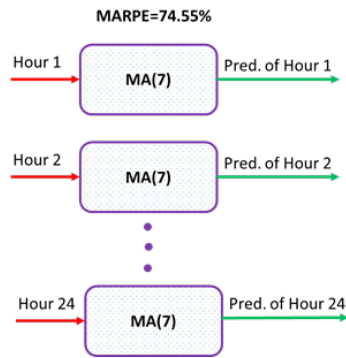 MARPE=74.55%
Hour 1
MA(7)
Pred. of Hour 1
Hour 2
MA(7)
Pred. of Hour 2
Hour 24
MA(7)
Pred. of Hour 24